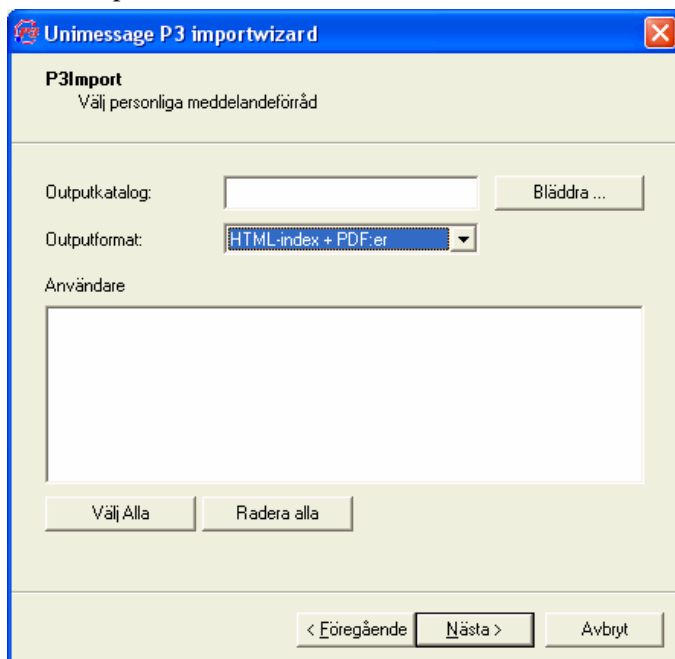 Unimessage P3 importwizard
P3Import
Välj personliga meddelandeförråd
Outputkatalog:
Bläddra ...
Outputformat:
HTML-index + PDF:er
Användare
Välj Alla
Radera alla
< Föregående
Nästa >
Avbryt